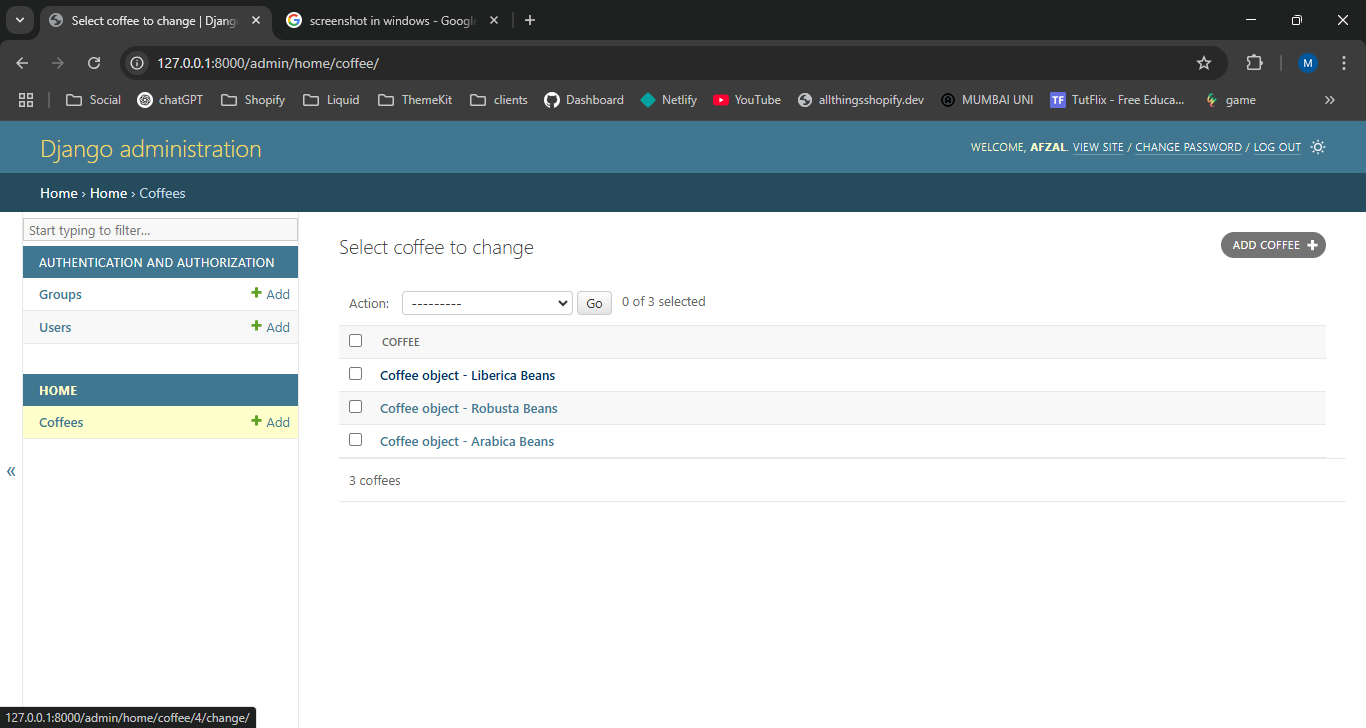 Select coffee to change | Djang
screenshot in windows - Googl
127.0.0.1:8000/admin/home/coffee/
M
Social chatGPT Shopify Liquid ThemeKit clients Dashboard Netlify YouTube allthingsshopify.dev MUMBAI UNI TF TutFlix - Free Educa... game »
Django administration
WELCOME, AFZAL. VIEW SITE / CHANGE PASSWORD / LOG OUT
Home › Home › Coffees
Start typing to filter...
AUTHENTICATION AND AUTHORIZATION
Groups + Add
Users + Add
HOME
Coffees + Add
«
Select coffee to change
ADD COFFEE +
Action: --------- Go 0 of 3 selected
COFFEE
Coffee object - Liberica Beans
Coffee object - Robusta Beans
Coffee object - Arabica Beans
3 coffees
127.0.0.1:8000/admin/home/coffee/4/change/